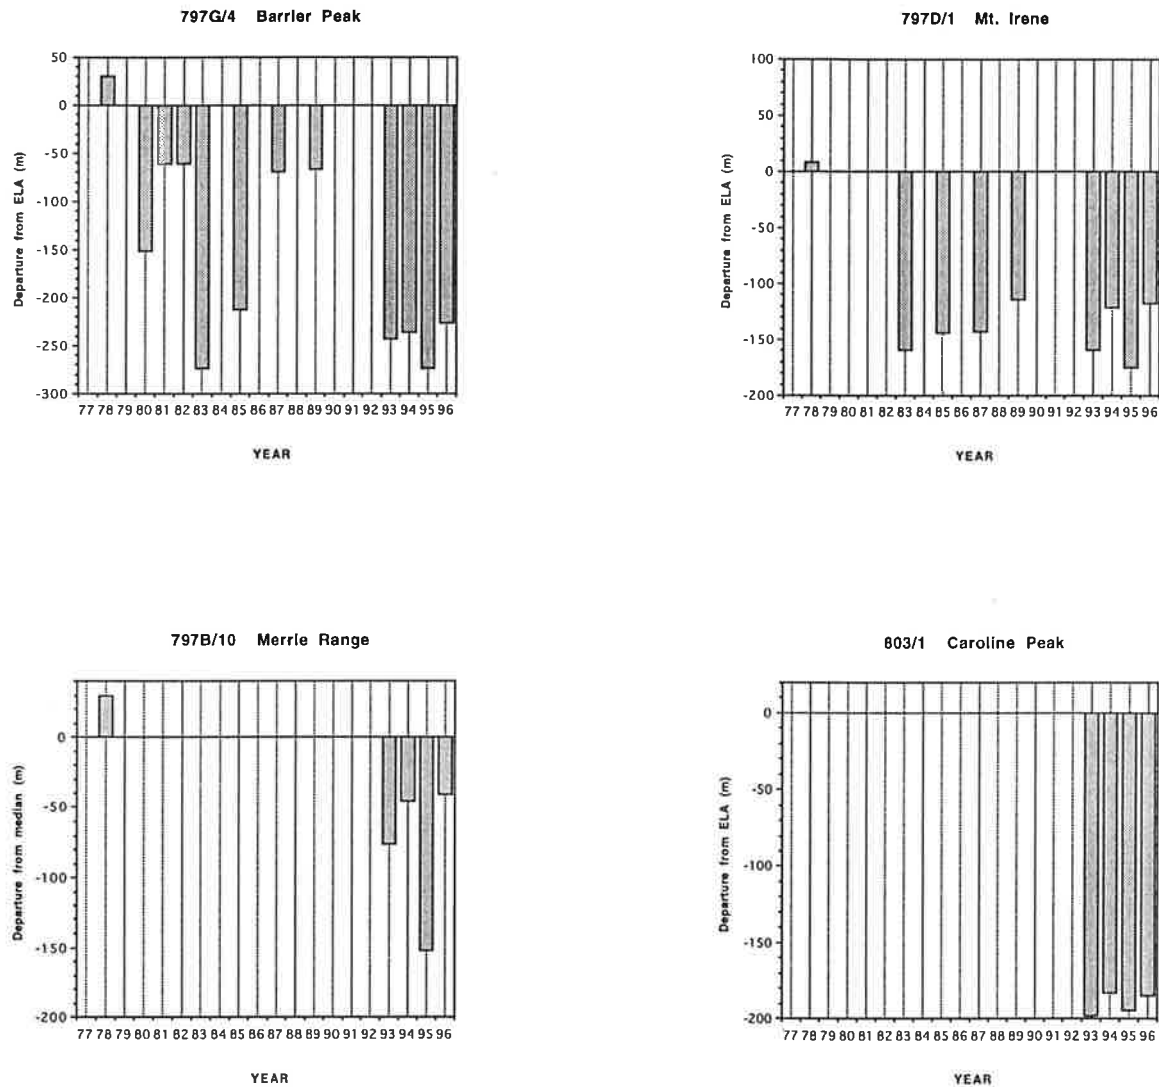 797G/4 Barrier Peak
50
0
-50
-100
-150
-200
-250
-300
Departure from ELA (m)
77 78 79 80 81 82 83 84 85 86 87 88 89 90 91 92 93 94 95 96
YEAR
797D/1 Mt. Irene
100
50
0
-50
-100
-150
-200
Departure from ELA (m)
77 78 79 80 81 82 83 84 85 86 87 88 89 90 91 92 93 94 95 96
YEAR
797B/10 Merrie Range
0
-50
-100
-150
-200
Departure from median (m)
77 78 79 80 81 82 83 84 85 86 87 88 89 90 91 92 93 94 95 96
YEAR
803/1 Caroline Peak
0
-50
-100
-150
-200
Departure from ELA (m)
77 78 79 80 81 82 83 84 85 86 87 88 89 90 91 92 93 94 95 96
YEAR